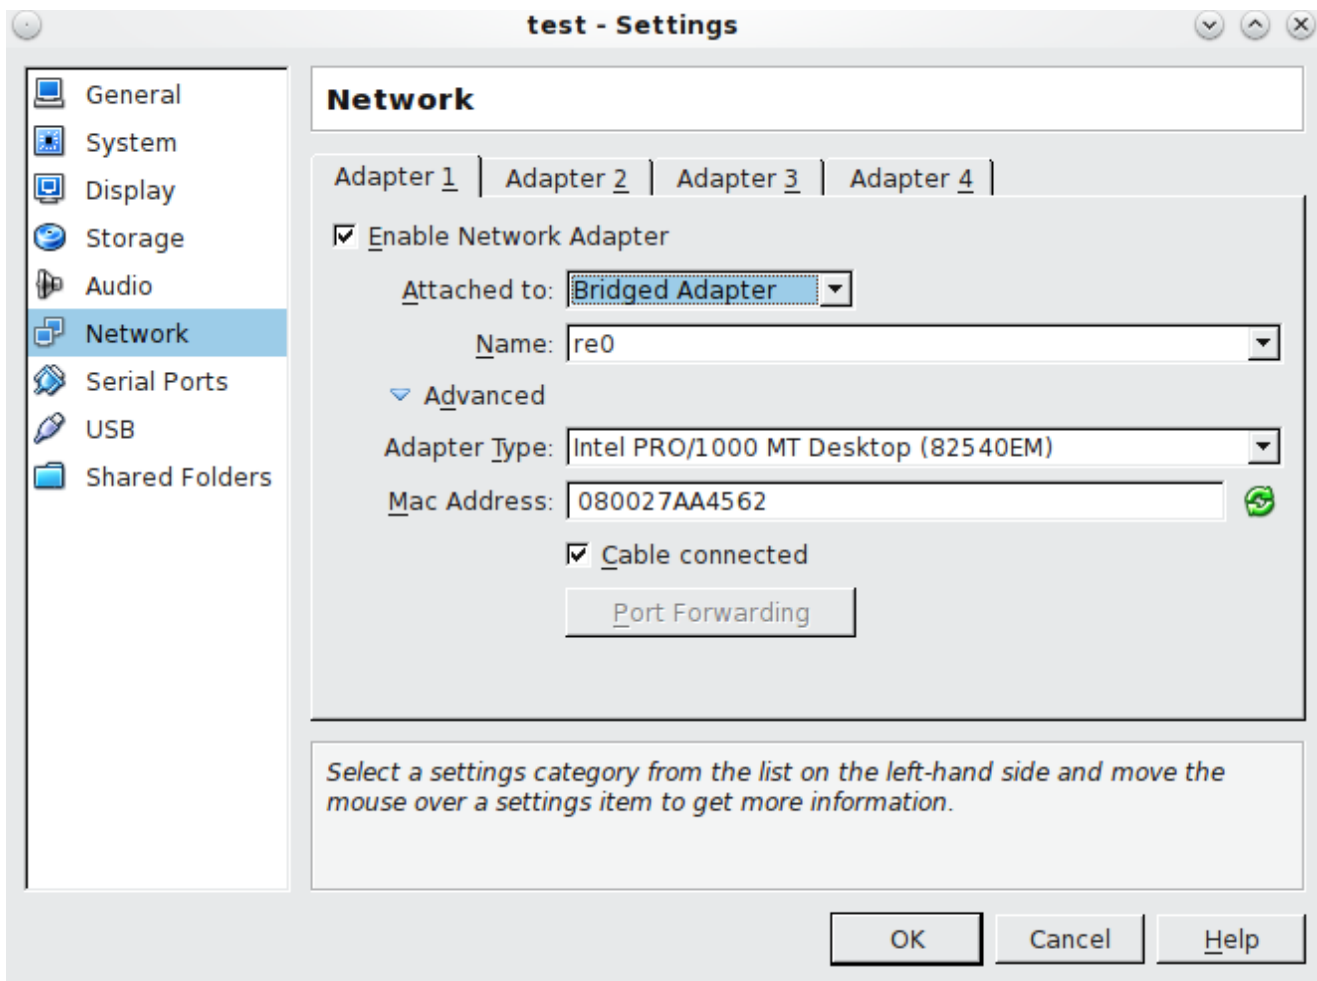 test - Settings
General
System
Display
Storage
Audio
Network
Serial Ports
USB
Shared Folders
Network
Adapter 1
Adapter 2
Adapter 3
Adapter 4
Enable Network Adapter
Attached to: Bridged Adapter
Name: re0
Advanced
Adapter Type: Intel PRO/1000 MT Desktop (82540EM)
Mac Address: 080027AA4562
Cable connected
Port Forwarding
Select a settings category from the list on the left-hand side and move the
mouse over a settings item to get more information.
OK
Cancel
Help